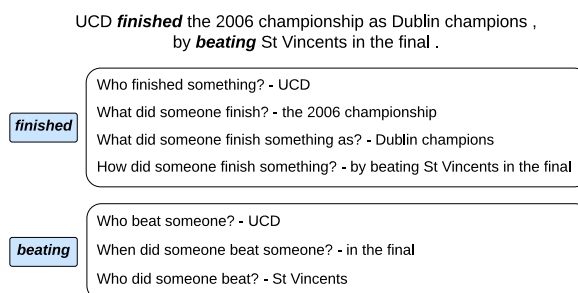 UCD finished the 2006 championship as Dublin champions ,
by beating St Vincents in the final .
finished
Who finished something? - UCD
What did someone finish? - the 2006 championship
What did someone finish something as? - Dublin champions
How did someone finish something? - by beating St Vincents in the final
beating
Who beat someone? - UCD
When did someone beat someone? - in the final
Who did someone beat? - St Vincents